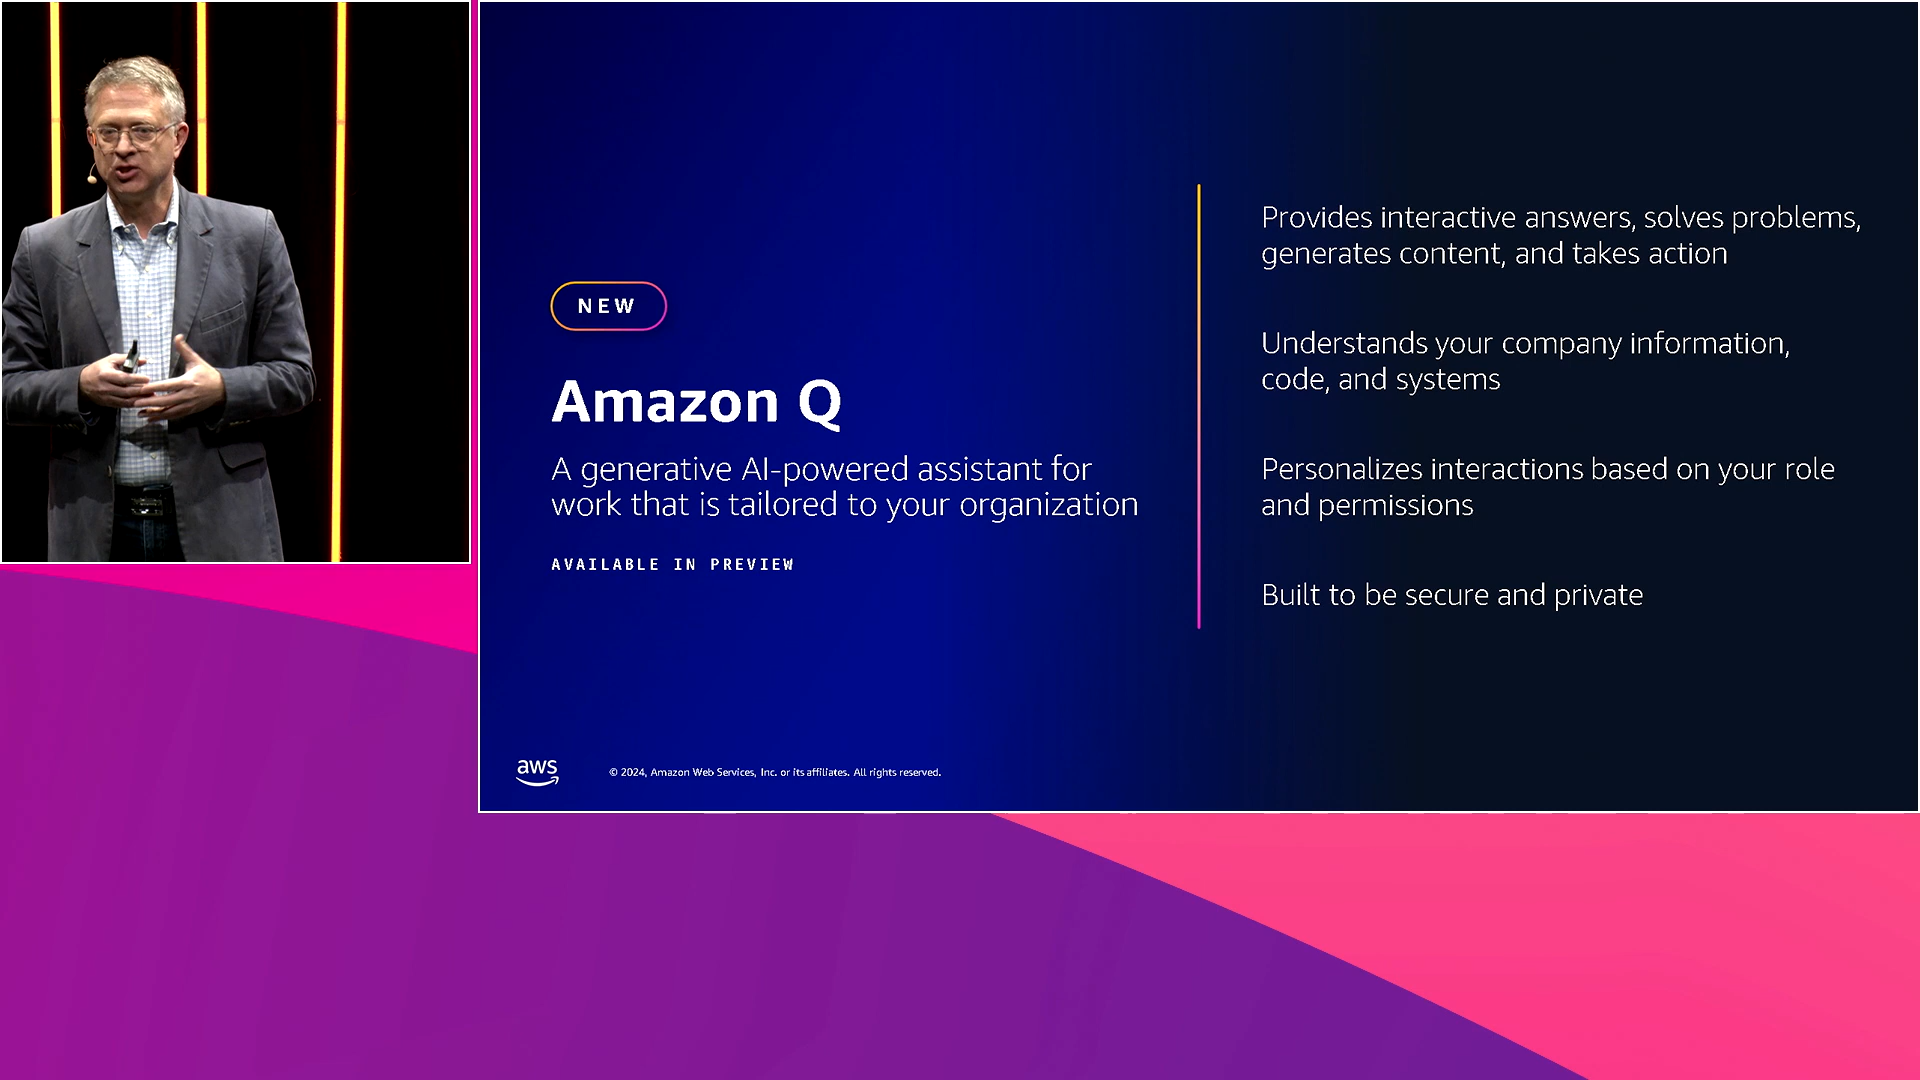 NEW
Amazon Q
A generative AI-powered assistant for
work that is tailored to your organization
AVAILABLE IN PREVIEW
Provides interactive answers, solves problems,
generates content, and takes action
Understands your company information,
code, and systems
Personalizes interactions based on your role
and permissions
Built to be secure and private
aws
© 2024, Amazon Web Services, Inc. or its affiliates. All rights reserved.